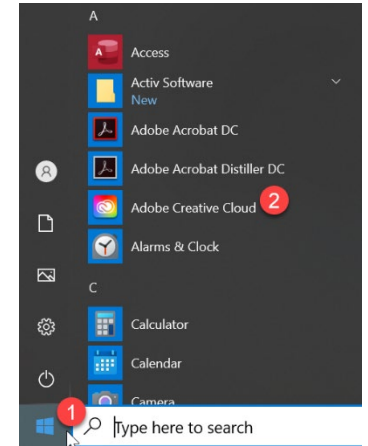 A
Access
Activ Software
New
Adobe Acrobat DC
Adobe Acrobat Distiller DC
Adobe Creative Cloud 2
Alarms & Clock
C
Calculator
Calendar
Camera
1
Type here to search